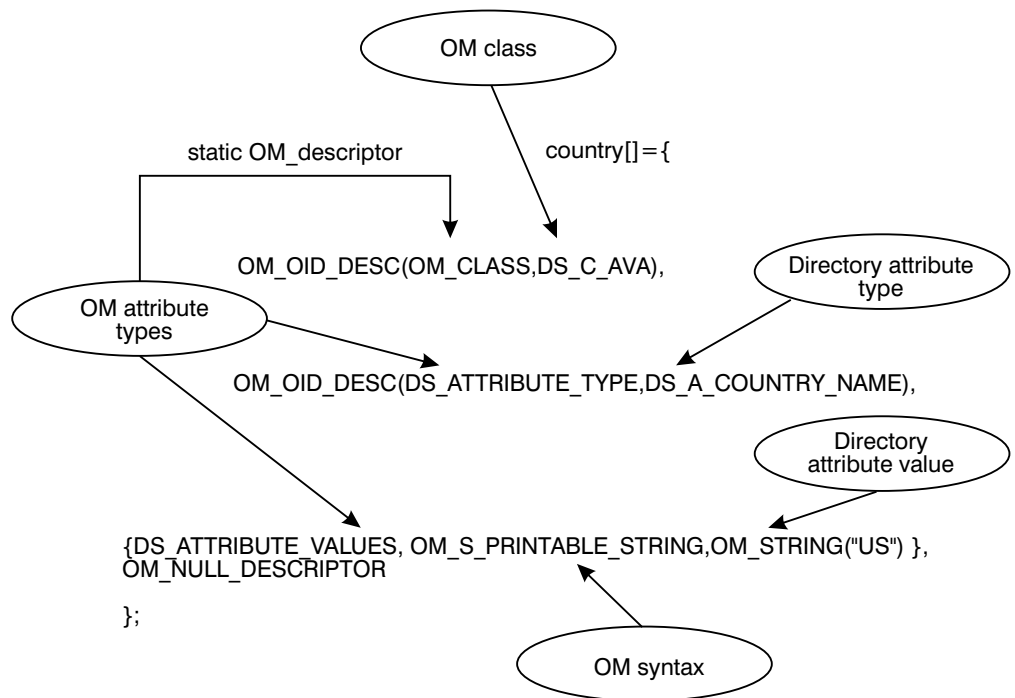 OM class
static OM_descriptor country[]={
OM_OID_DESC(OM_CLASS,DS_C_AVA),
Directory attribute
type
OM attribute
types
OM_OID_DESC(DS_ATTRIBUTE_TYPE,DS_A_COUNTRY_NAME),
Directory
attribute value
{DS_ATTRIBUTE_VALUES, OM_S_PRINTABLE_STRING,OM_STRING("US") },
OM_NULL_DESCRIPTOR
};
OM syntax